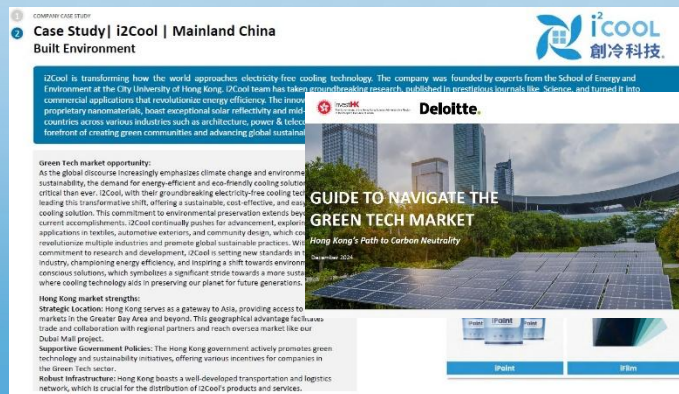 1 COMPANY CASE STUDY
2 Case Study| i2Cool | Mainland China
Built Environment
i2COOL
創冷科技
i2Cool is transforming how the world approaches electricity free cooling technology. The company was founded by experts from the School of Energy and
Environment at the City University of Hong Kong. i2Cool team has taken groundbreaking research, published in prestigious journals like Science, and turned it into
commercial applications that revolutionize energy efficiency. The
proprietary nanomaterials, boast exceptional solar reflectivity and
countries across various industries such as architecture, power &
forefront of creating green communities and advancing global
Green Tech market opportunity:
As the global discourse increasingly emphasizes climate change and
sustainability, the demand for energy-efficient and eco-friendly cooling
critical than ever. i2Cool, with their groundbreaking electricity-free cooling
leading this transformative shift, offering a sustainable, cost-effective, and
cooling solution. This commitment to environmental preservation extends
current accomplishments. i2Cool continually pushes for advancement,
applications in textiles, automotive exteriors, and community design, which
revolutionize multiple industries and promote global sustainable practices.
commitment to research and development, i2Cool is setting new standards in
industry, championing energy efficiency, and inspiring a shift towards
conscious solutions, which symbolizes a significant stride towards a more
where cooling technology aids in preserving our planet for future generations.
Hong Kong market strengths:
Strategic Location: Hong Kong serves as a gateway to Asia, providing access to
markets in the Greater Bay Area and beyond. This geographical advantage facilitates
trade and collaboration with regional partners and reach oversea market like our
Dubai Mall project.
Supportive Government Policies: The Hong Kong government actively promotes green
technology and sustainability initiatives, offering various incentives for companies in
the Green Tech sector.
Robust Infrastructure: Hong Kong boasts a well-developed transportation and logistics
network, which is crucial for the distribution of i2Cool's products and services.
InvestHK
Deloitte.
GUIDE TO NAVIGATE THE
GREEN TECH MARKET
Hong Kong's Path to Carbon Neutrality
December 2024
iPaint iPaint
iPaint
iFilm